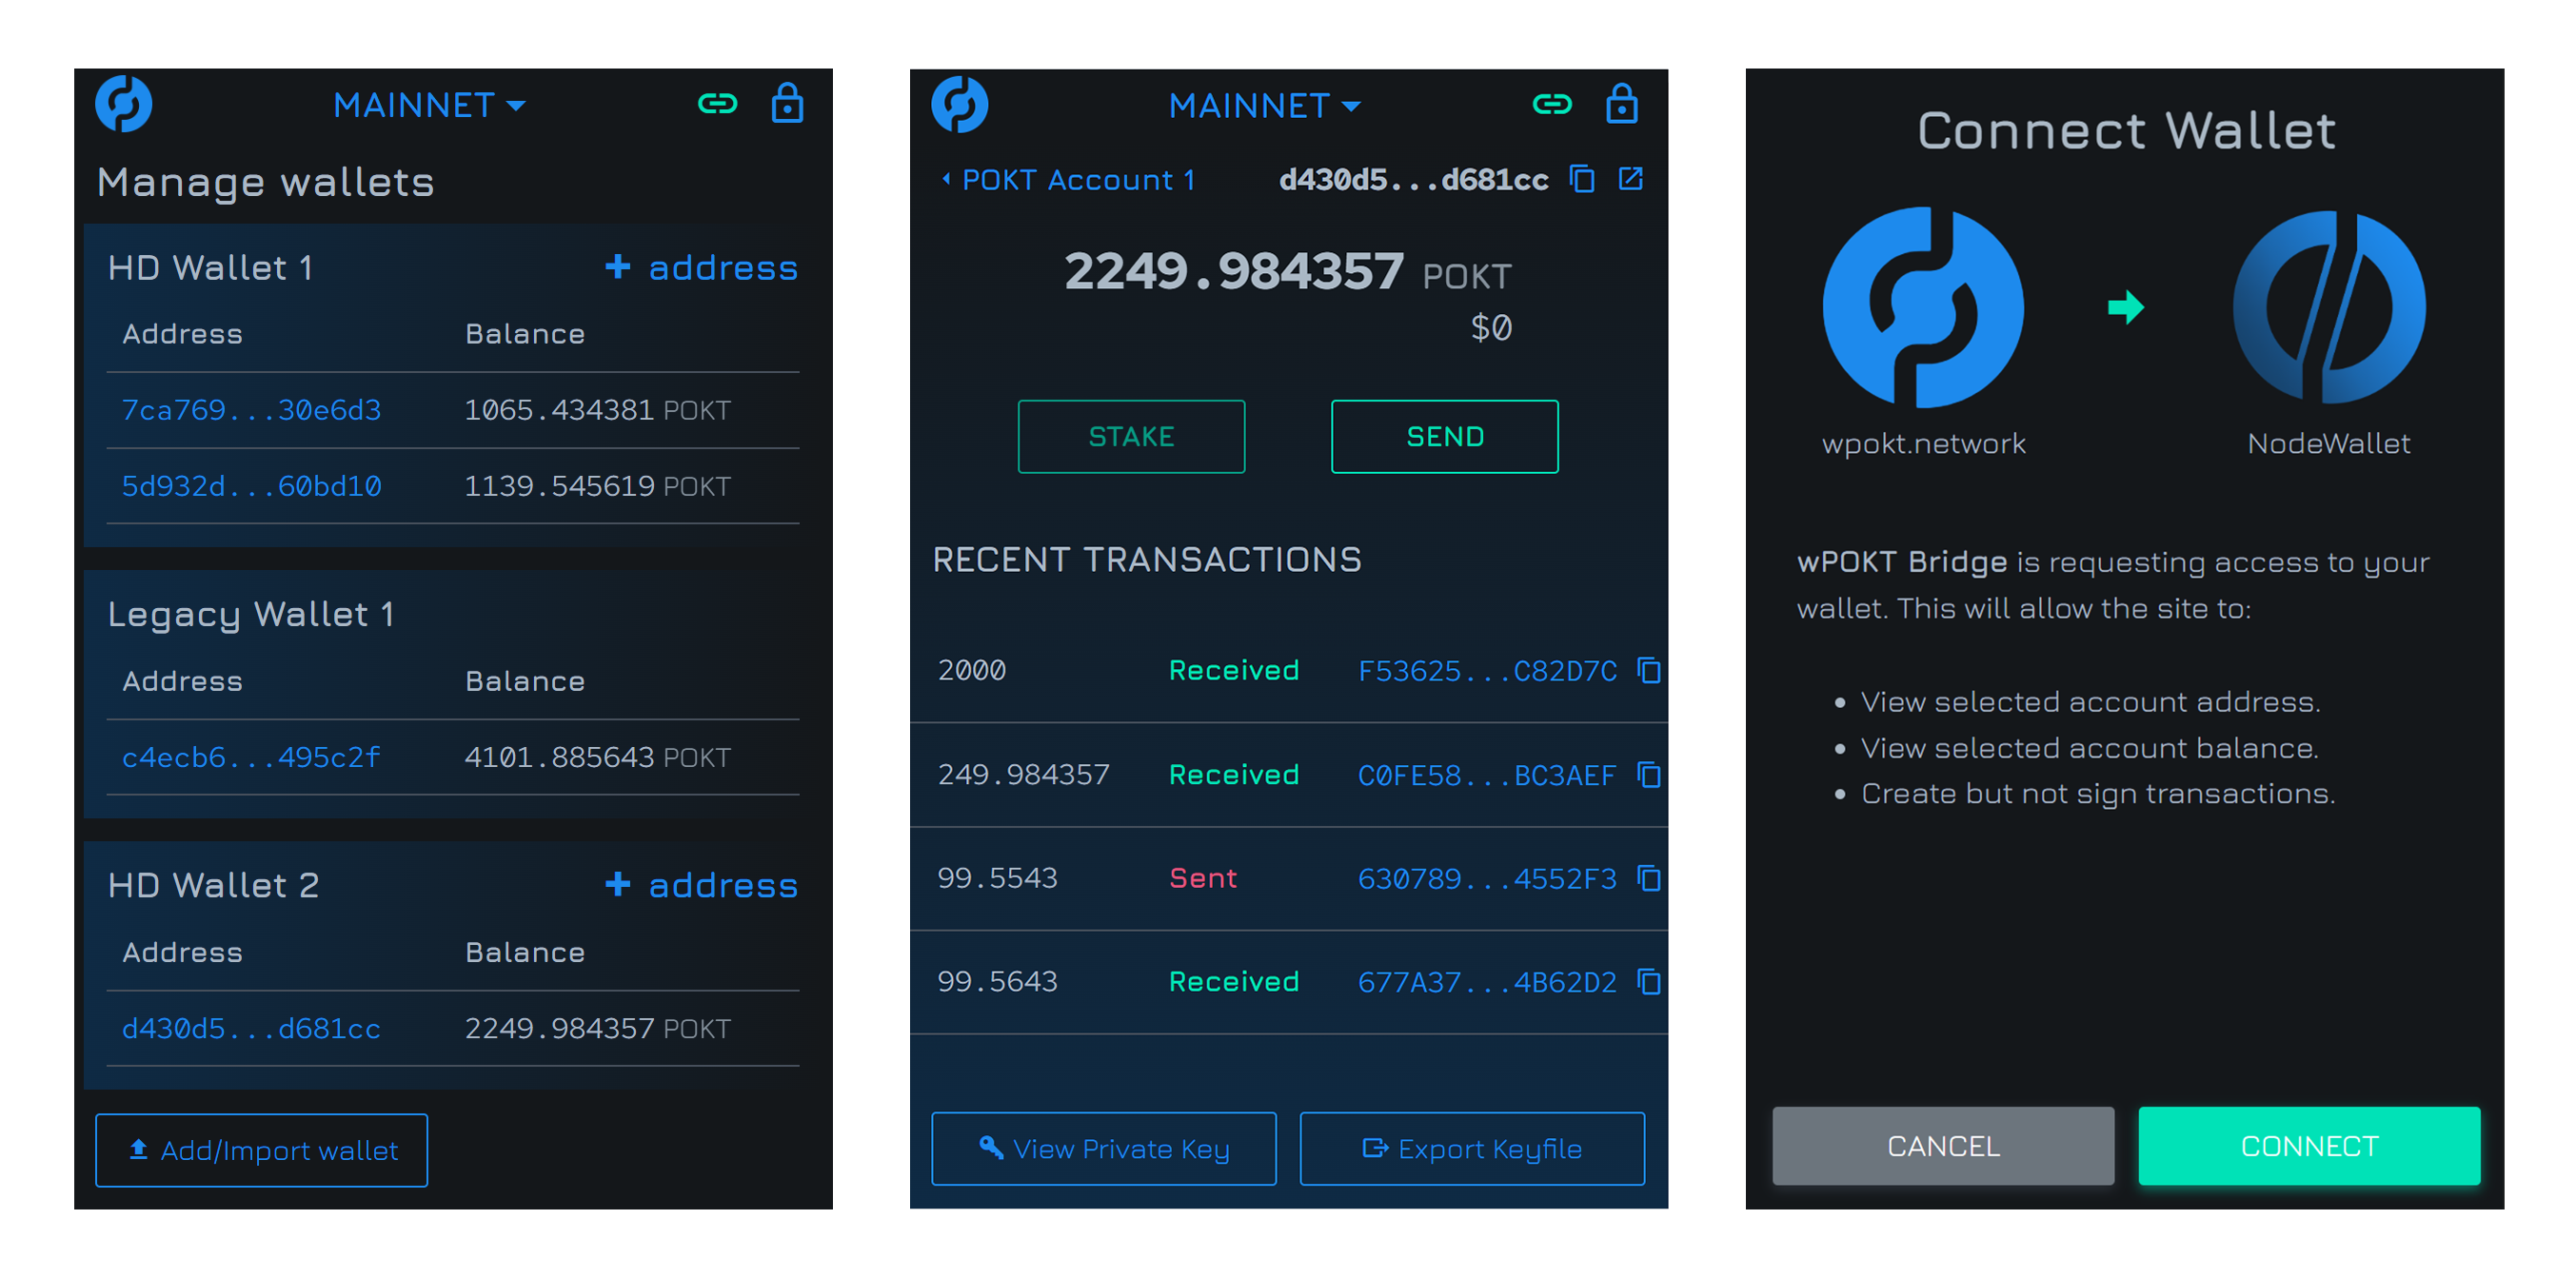 MAINNET
Manage wallets
HD Wallet 1 + address
Address Balance
7ca769...30e6d3 1065.434381 POKT
5d932d...60bd10 1139.545619 POKT
Legacy Wallet 1
Address Balance
c4ecb6...495c2f 4101.885643 POKT
HD Wallet 2 + address
Address Balance
d430d5...d681cc 2249.984357 POKT
Add/Import wallet
MAINNET
POKT Account 1 d430d5...d681cc
2249.984357 POKT
$0
STAKE SEND
RECENT TRANSACTIONS
2000 Received F53625...C82D7C
249.984357 Received C0FE58...BC3AEF
99.5543 Sent 630789...4552F3
99.5643 Received 677A37...4B62D2
View Private Key Export Keyfile
Connect Wallet
wpokt.network NodeWallet
wPOKT Bridge is requesting access to your
wallet. This will allow the site to:
• View selected account address.
• View selected account balance.
• Create but not sign transactions.
CANCEL CONNECT